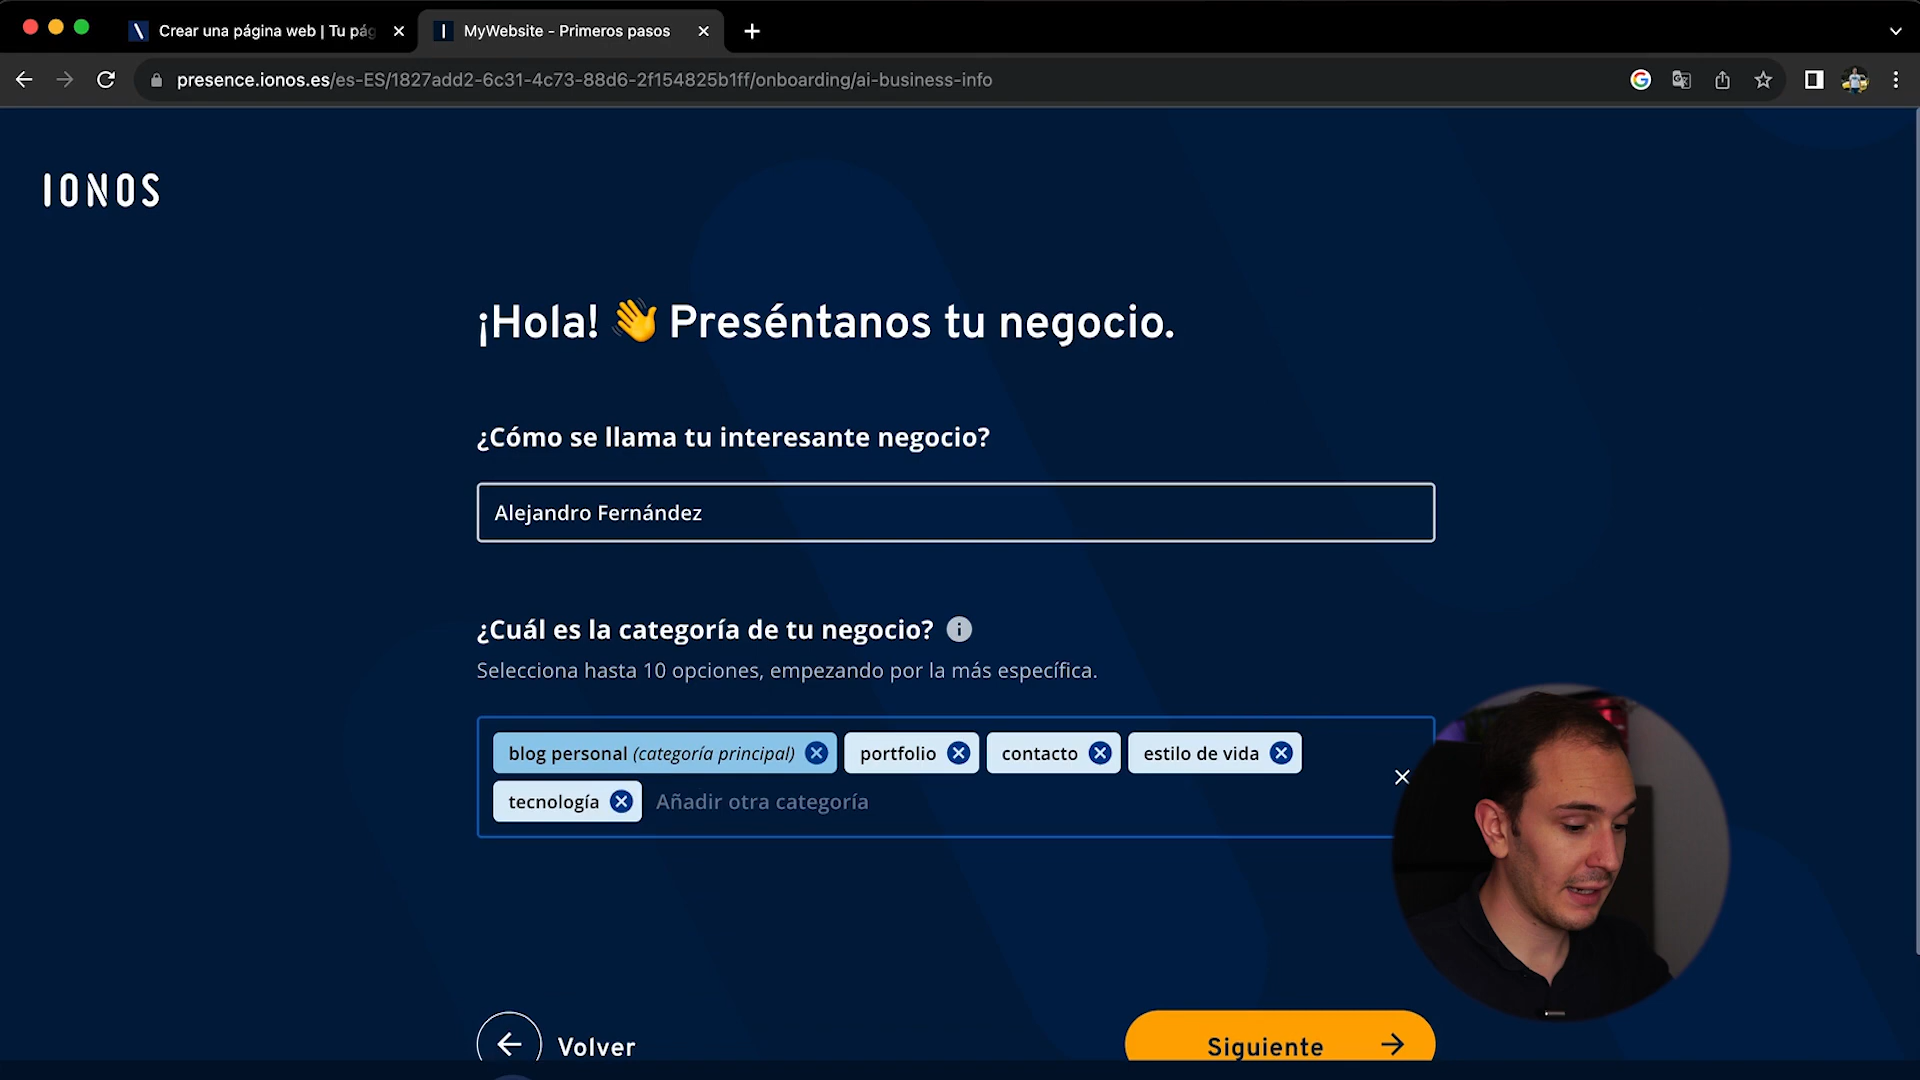 Crear una página web | Tu pág
MyWebsite - Primeros pasos
presence.ionos.es/es-ES/1827add2-6c31-4c73-88d6-2f154825b1ff/onboarding/ai-business-info
IONOS
¡Hola! 👋 Preséntanos tu negocio.
¿Cómo se llama tu interesante negocio?
Alejandro Fernández
¿Cuál es la categoría de tu negocio?
Selecciona hasta 10 opciones, empezando por la más específica.
blog personal (categoría principal) portfolio contacto estilo de vida
tecnología Añadir otra categoría
Volver Siguiente